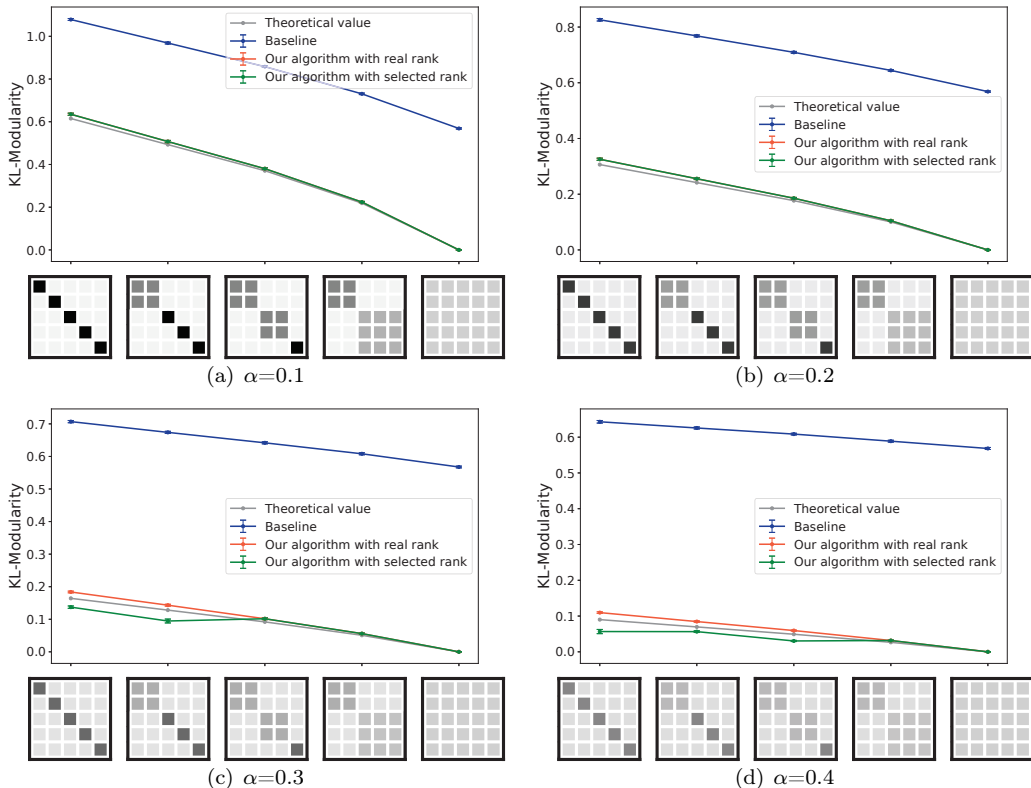 KL-Modularity
1.0
0.8
0.6
0.4
0.2
0.0
Theoretical value
Baseline
Our algorithm with real rank
Our algorithm with selected rank
(a) α=0.1
KL-Modularity
0.8
0.6
0.4
0.2
0.0
Theoretical value
Baseline
Our algorithm with real rank
Our algorithm with selected rank
(b) α=0.2
KL-Modularity
0.7
0.6
0.5
0.4
0.3
0.2
0.1
0.0
Theoretical value
Baseline
Our algorithm with real rank
Our algorithm with selected rank
(c) α=0.3
KL-Modularity
0.6
0.5
0.4
0.3
0.2
0.1
0.0
Theoretical value
Baseline
Our algorithm with real rank
Our algorithm with selected rank
(d) α=0.4